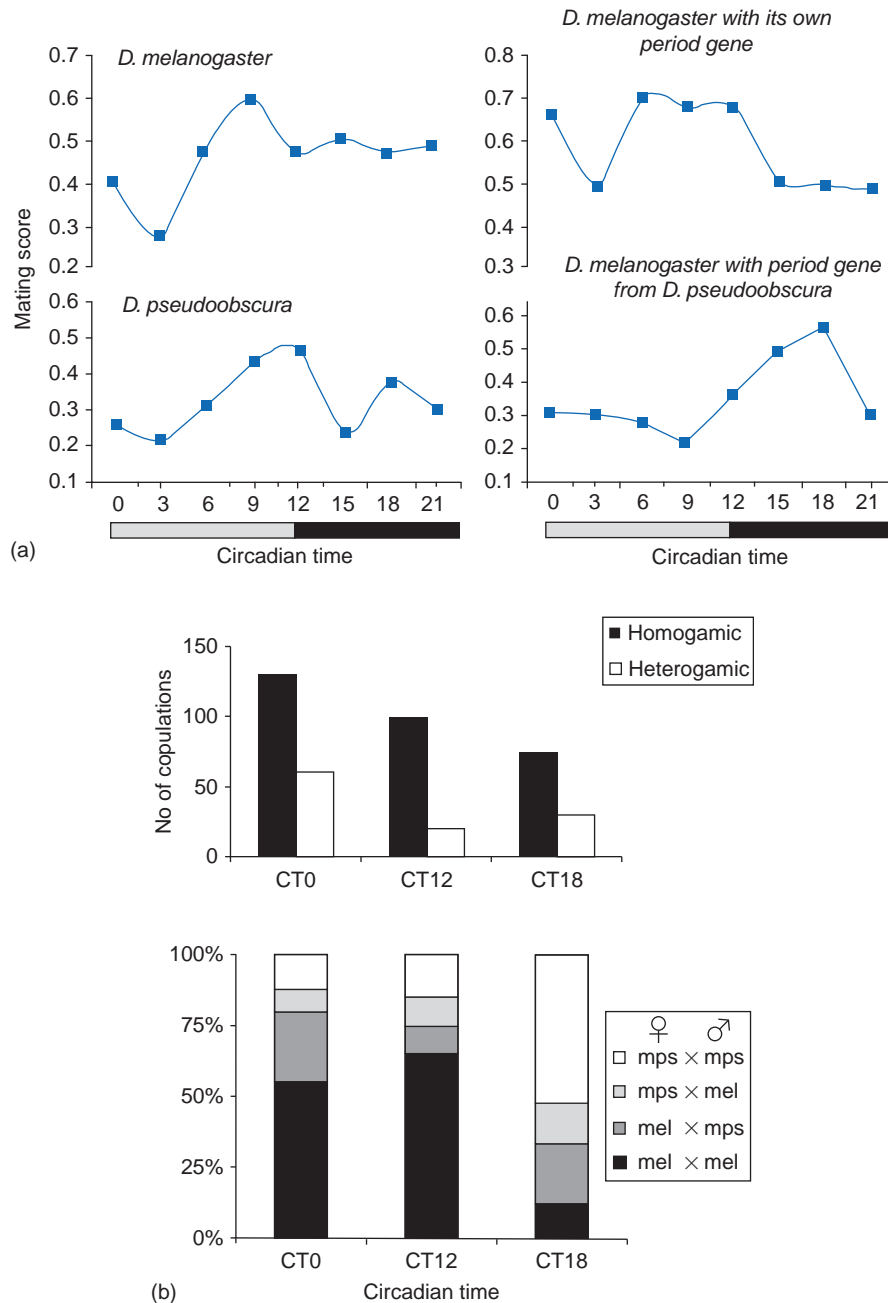 D. melanogaster
0.7
0.6
0.5
0.4
0.3
0.2
D. pseudoobscura
0.6
0.5
0.4
0.3
0.2
0.1
Mating score
0 3 6 9 12 15 18 21
Circadian time
D. melanogaster with its own
period gene
0.8
0.7
0.6
0.5
0.4
0.3
0.8
D. melanogaster with period gene
from D. pseudoobscura
0.6
0.5
0.4
0.3
0.2
0.1
0 3 6 9 12 15 18 21
Circadian time
(a)
Homogamic
Heterogamic
150
100
50
0
No of copulations
CT0 CT12 CT18
100%
75%
50%
25%
0%
CT0 CT12 CT18
♀ ♂
mps × mps
mps × mel
mel × mps
mel × mel
(b)
Circadian time